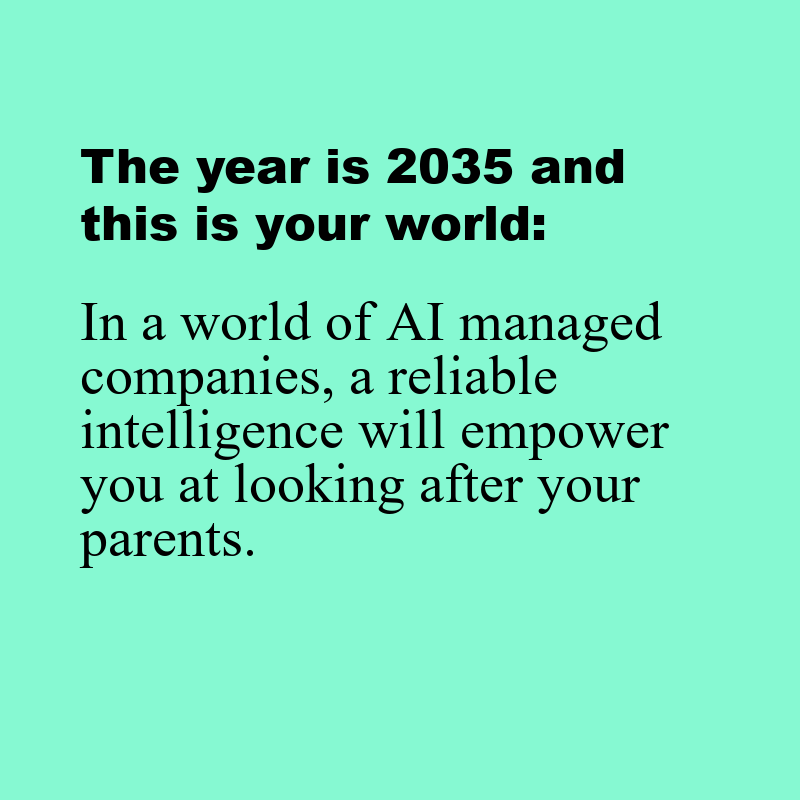 The year is 2035 and
this is your world:
In a world of AI managed
companies, a reliable
intelligence will empower
you at looking after your
parents.